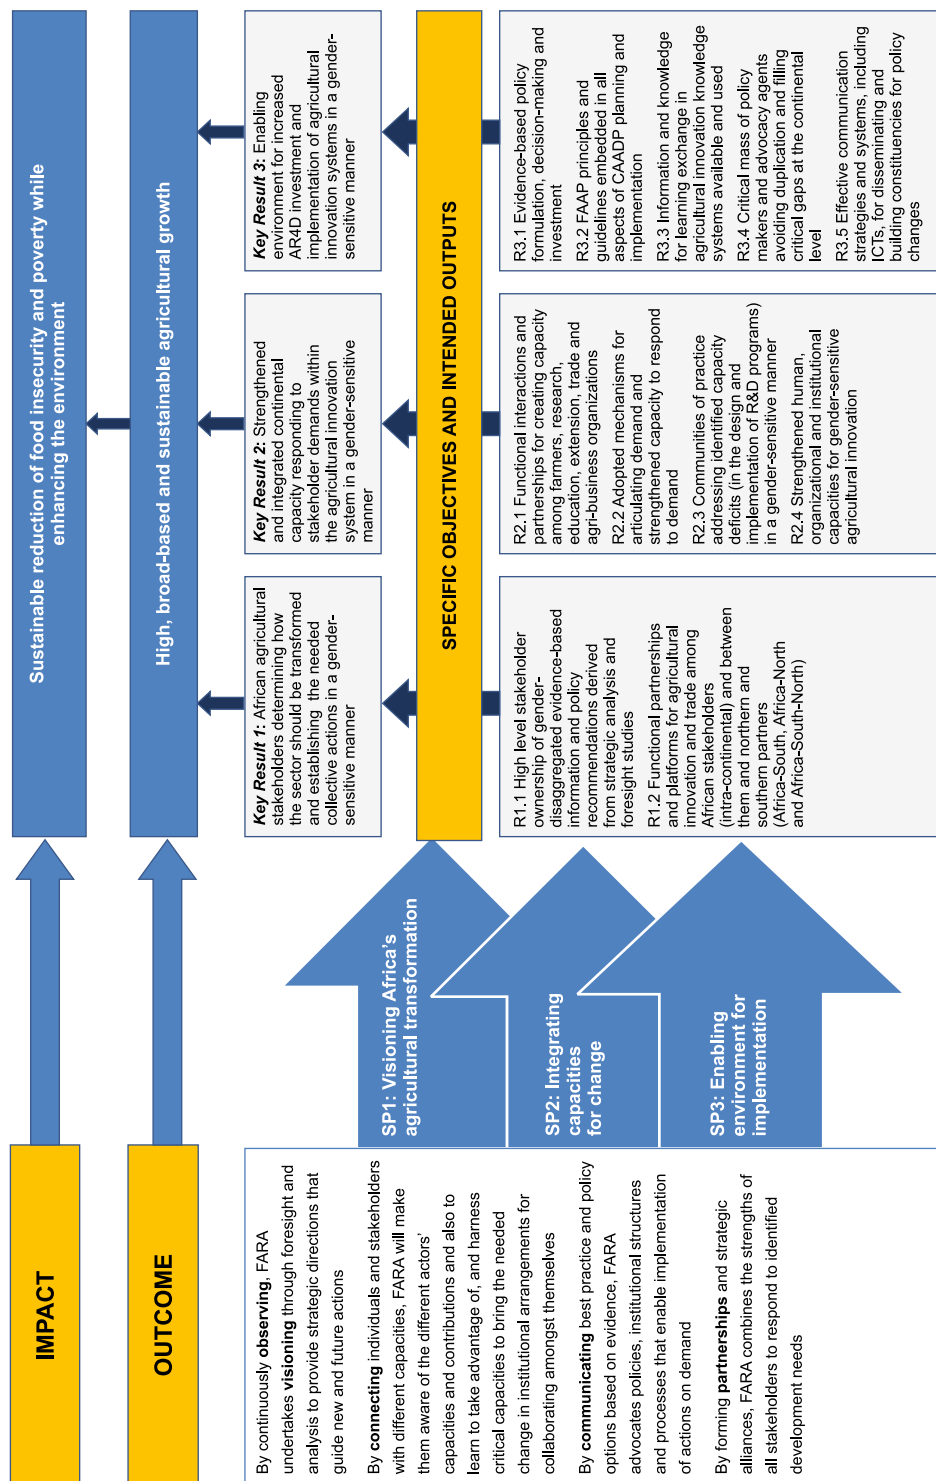 IMPACT
Sustainable reduction of food insecurity and poverty while
enhancing the environment
OUTCOME
High, broad-based and sustainable agricultural growth
By continuously observing, FARA
undertakes visioning through foresight and
analysis to provide strategic directions that
guide new and future actions
By connecting individuals and stakeholders
with different capacities, FARA will make
them aware of the different actors'
capacities and contributions and also to
learn to take advantage of, and harness
critical capacities to bring the needed
change in institutional arrangements for
collaborating amongst themselves
By communicating best practice and policy
options based on evidence, FARA
advocates policies, institutional structures
and processes that enable implementation
of actions on demand
By forming partnerships and strategic
alliances, FARA combines the strengths of
all stakeholders to respond to identified
development needs
SP1: Visioning Africa's
agricultural transformation
SP2: Integrating
capacities
for change
SP3: Enabling
environment for
implementation
Key Result 1: African agricultural
stakeholders determining how
the sector should be transformed
and establishing the needed
collective actions in a gender-
sensitive manner
Key Result 2: Strengthened
and integrated continental
capacity responding to
stakeholder demands within
the agricultural innovation
system in a gender-sensitive
manner
Key Result 3: Enabling
environment for increased
AR4D investment and
implementation of agricultural
innovation systems in a gender-
sensitive manner
SPECIFIC OBJECTIVES AND INTENDED OUTPUTS
R1.1 High level stakeholder
ownership of gender-
disaggregated evidence-based
information and policy
recommendations derived
from strategic analysis and
foresight studies
R1.2 Functional partnerships
and platforms for agricultural
innovation and trade among
African stakeholders
(intra-continental) and between
them and northern and
southern partners
(Africa-South, Africa-North
and Africa-South-North)
R2.1 Functional interactions and
partnerships for creating capacity
among farmers, research,
education, extension, trade and
agri-business organizations
R2.2 Adopted mechanisms for
articulating demand and
strengthened capacity to respond
to demand
R2.3 Communities of practice
addressing identified capacity
deficits (in the design and
implementation of R&D programs)
in a gender-sensitive manner
R2.4 Strengthened human,
organizational and institutional
capacities for gender-sensitive
agricultural innovation
R3.1 Evidence-based policy
formulation, decision-making and
investment
R3.2 FAAP principles and
guidelines embedded in all
aspects of CAADP planning and
implementation
R3.3 Information and knowledge
for learning exchange in
agricultural innovation knowledge
systems available and used
R3.4 Critical mass of policy
makers and advocacy agents
avoiding duplication and filling
critical gaps at the continental
level
R3.5 Effective communication
strategies and systems, including
ICTs, for disseminating and
building constituencies for policy
changes